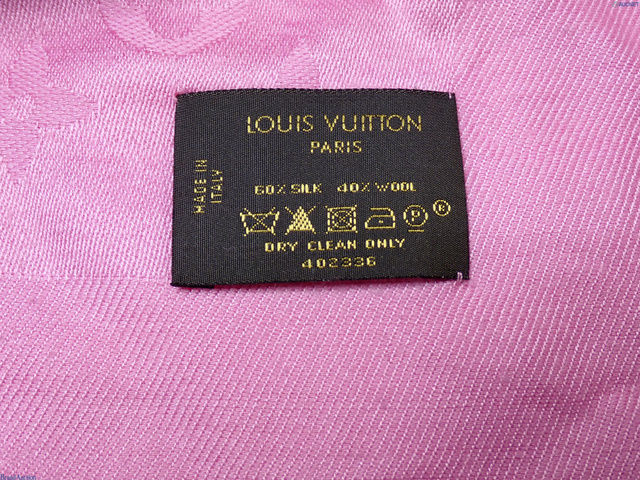 LOUIS VUITTON
PARIS
MADE IN
ITALY
60% SILK 40% WOOL
P ®
DRY CLEAN ONLY
402336